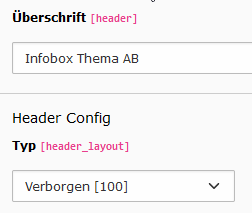 Überschrift [header]
Infobox Thema AB
Header Config
Typ [header_layout]
Verborgen [100]